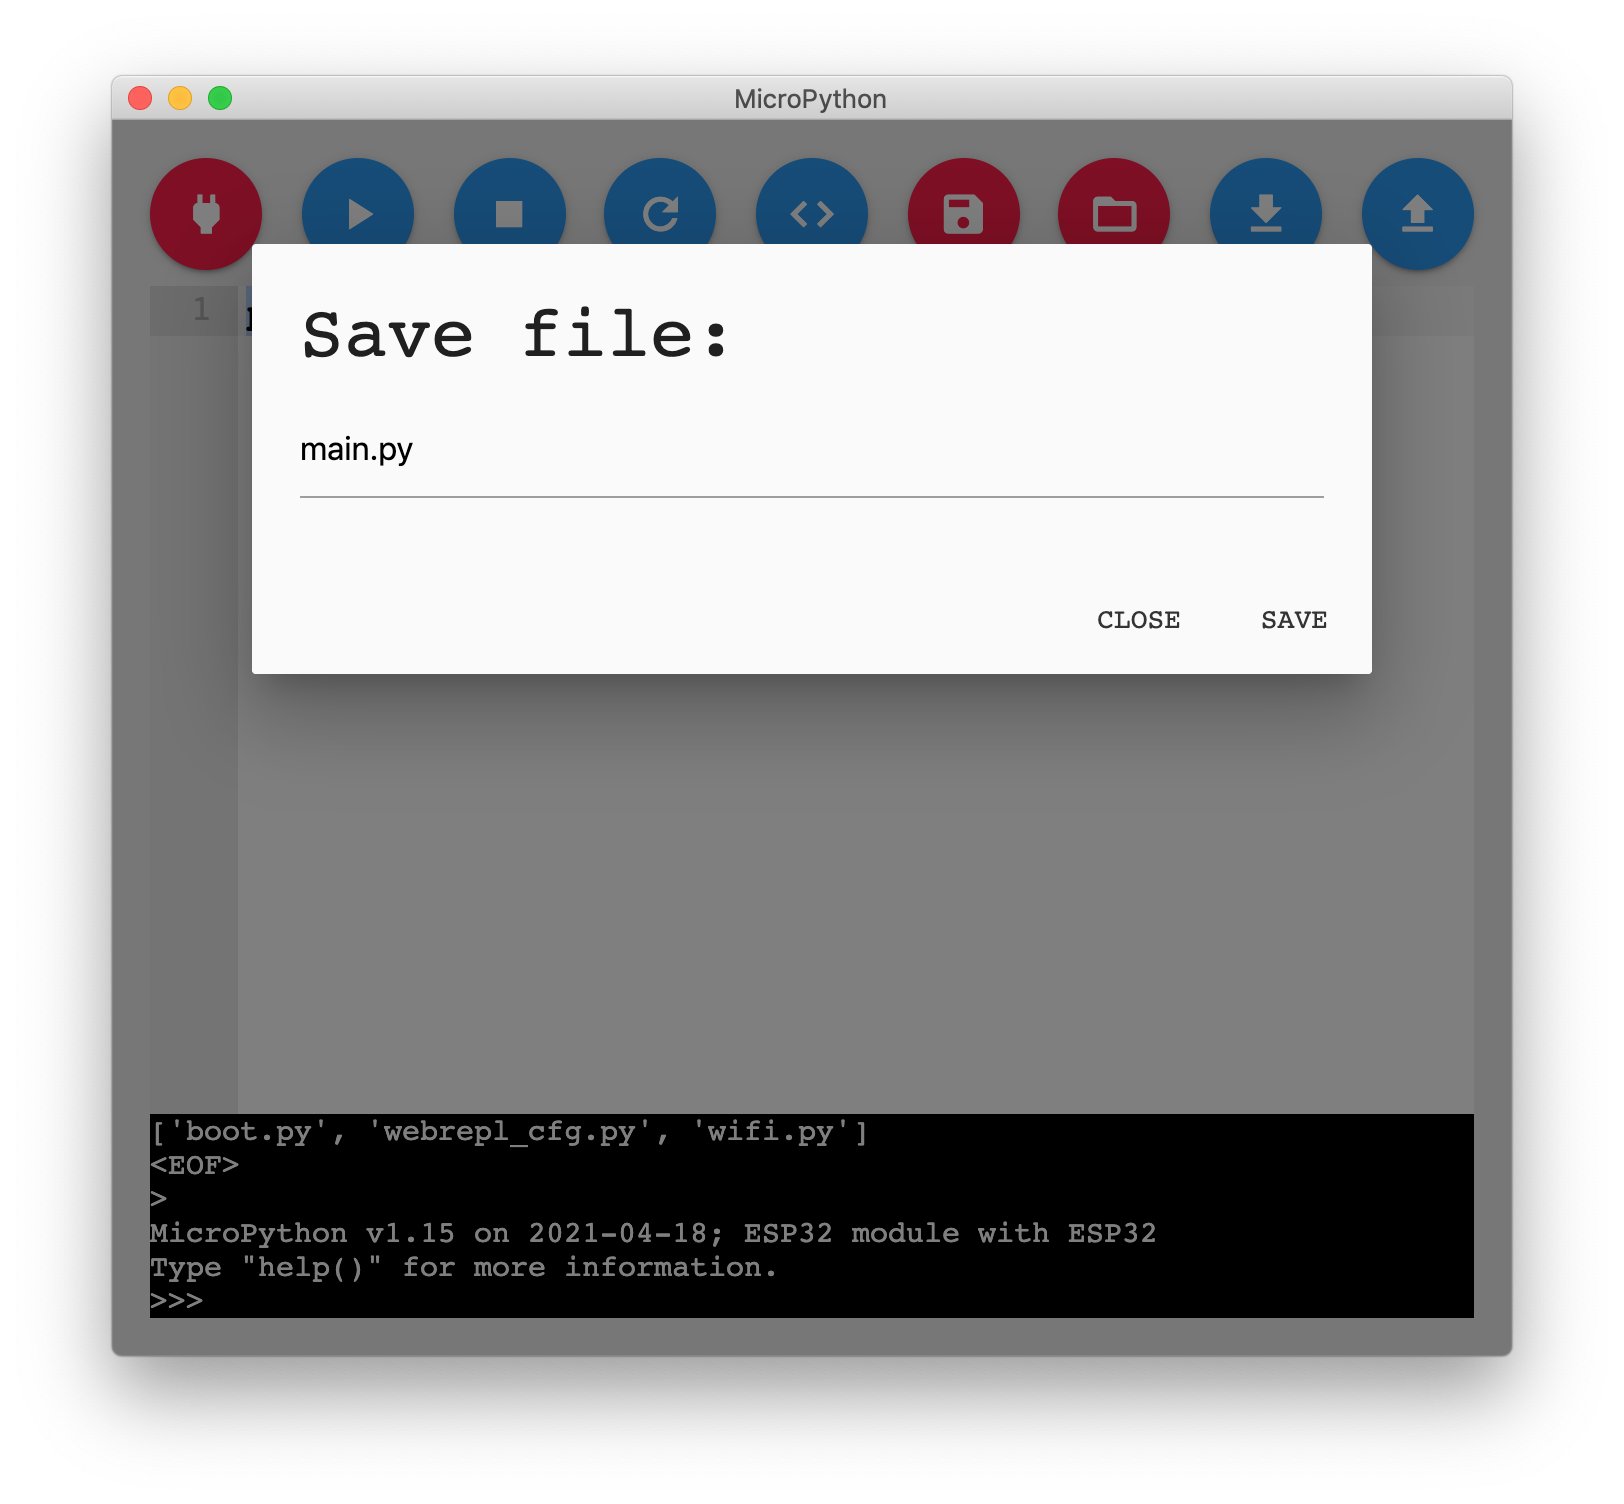 MicroPython
1
Save file:
main.py
CLOSE SAVE
['boot.py', 'webrepl_cfg.py', 'wifi.py']
<EOF>
>
MicroPython v1.15 on 2021-04-18; ESP32 module with ESP32
Type "help()" for more information.
>>>